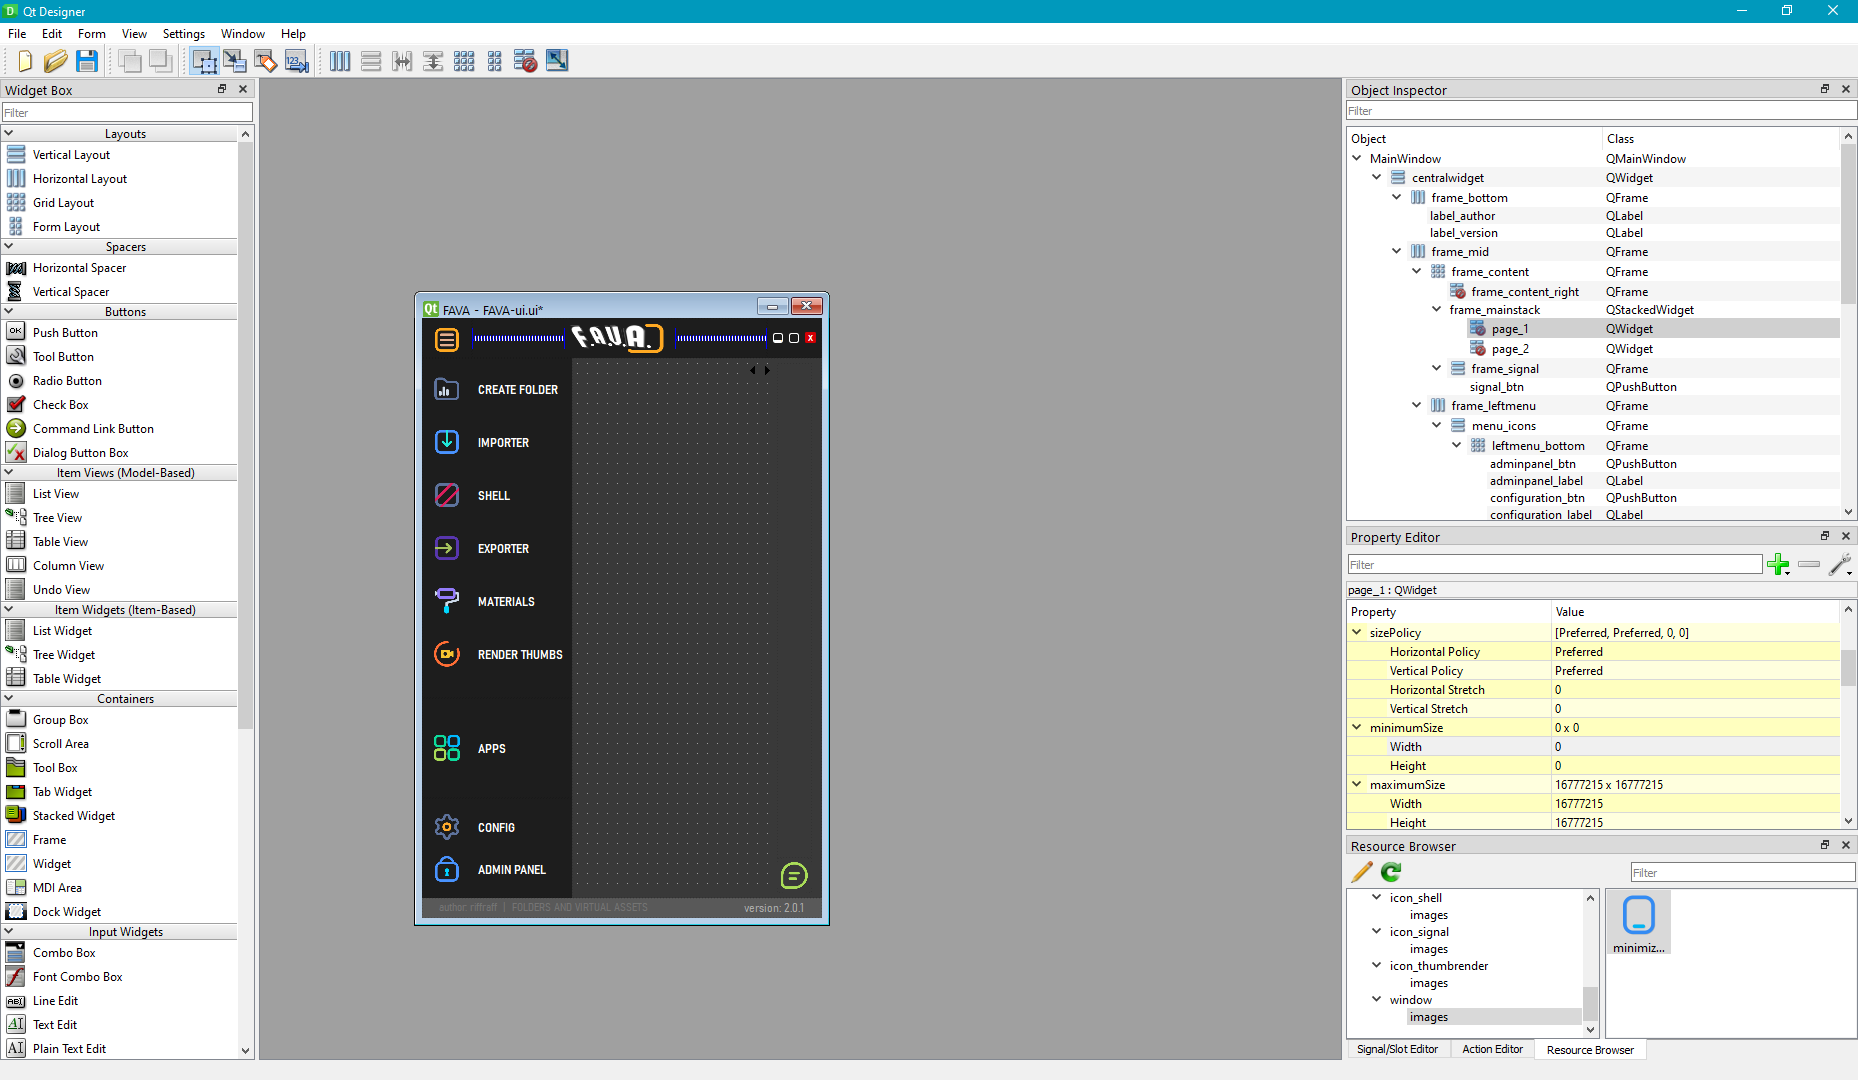 Qt Designer
File Edit Form View Settings Window Help
Widget Box
Filter
Layouts
Vertical Layout
Horizontal Layout
Grid Layout
Form Layout
Spacers
Horizontal Spacer
Vertical Spacer
Buttons
Push Button
Tool Button
Radio Button
Check Box
Command Link Button
Dialog Button Box
Item Views (Model-Based)
List View
Tree View
Table View
Column View
Undo View
Item Widgets (Item-Based)
List Widget
Tree Widget
Table Widget
Containers
Group Box
Scroll Area
Tool Box
Tab Widget
Stacked Widget
Frame
Widget
MDI Area
Dock Widget
Input Widgets
Combo Box
Font Combo Box
Line Edit
Text Edit
Plain Text Edit
Qt FAVA - FAVA-ui.ui*
F.A.V.A.
CREATE FOLDER
IMPORTER
SHELL
EXPORTER
MATERIALS
RENDER THUMBS
APPS
CONFIG
ADMIN PANEL
author: riffraff | FOLDERS AND VIRTUAL ASSETS
version: 2.0.1
Object Inspector
Filter
Object Class
MainWindow QMainWindow
centralwidget QWidget
frame_bottom QFrame
label_author QLabel
label_version QLabel
frame_mid QFrame
frame_content QFrame
frame_content_right QFrame
frame_mainstack QStackedWidget
page_1 QWidget
page_2 QWidget
frame_signal QFrame
signal_btn QPushButton
frame_leftmenu QFrame
menu_icons QFrame
leftmenu_bottom QFrame
adminpanel_btn QPushButton
adminpanel_label QLabel
configuration_btn QPushButton
configuration_label QLabel
Property Editor
Filter
page_1 : QWidget
Property Value
sizePolicy [Preferred, Preferred, 0, 0]
Horizontal Policy Preferred
Vertical Policy Preferred
Horizontal Stretch 0
Vertical Stretch 0
minimumSize 0 x 0
Width 0
Height 0
maximumSize 16777215 x 16777215
Width 16777215
Height 16777215
Resource Browser
Filter
icon_shell
images
icon_signal
images
icon_thumbrender
images
window
images
minimiz...
Signal/Slot Editor Action Editor Resource Browser